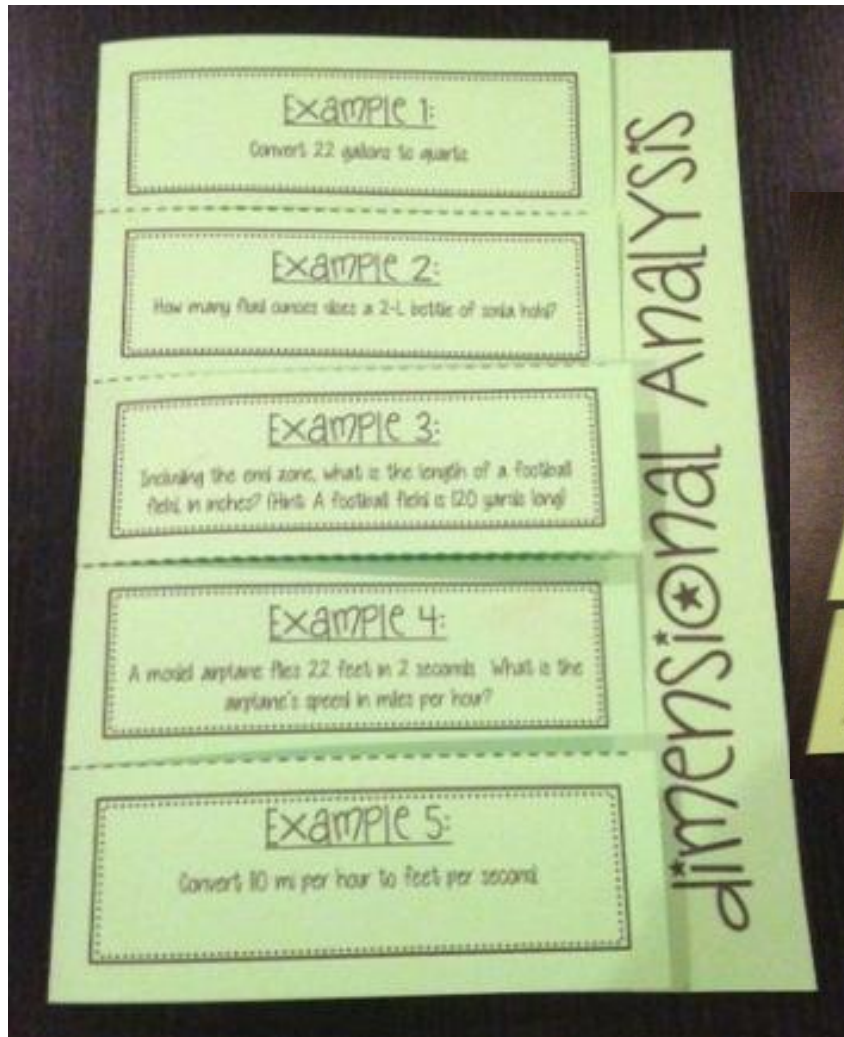 Example 1:
Convert 22 gallons to quarts
Example 2:
How many fluid ounces does a 2-L bottle of soda hold?
Example 3:
Including the end zone, what is the length of a football
field, in inches? (Hint: A football field is 120 yards long)
Example 4:
A model airplane flies 22 feet in 2 seconds. What is the
airplane's speed in miles per hour?
Example 5:
Convert 110 mi per hour to feet per second.
dimensional Analysis